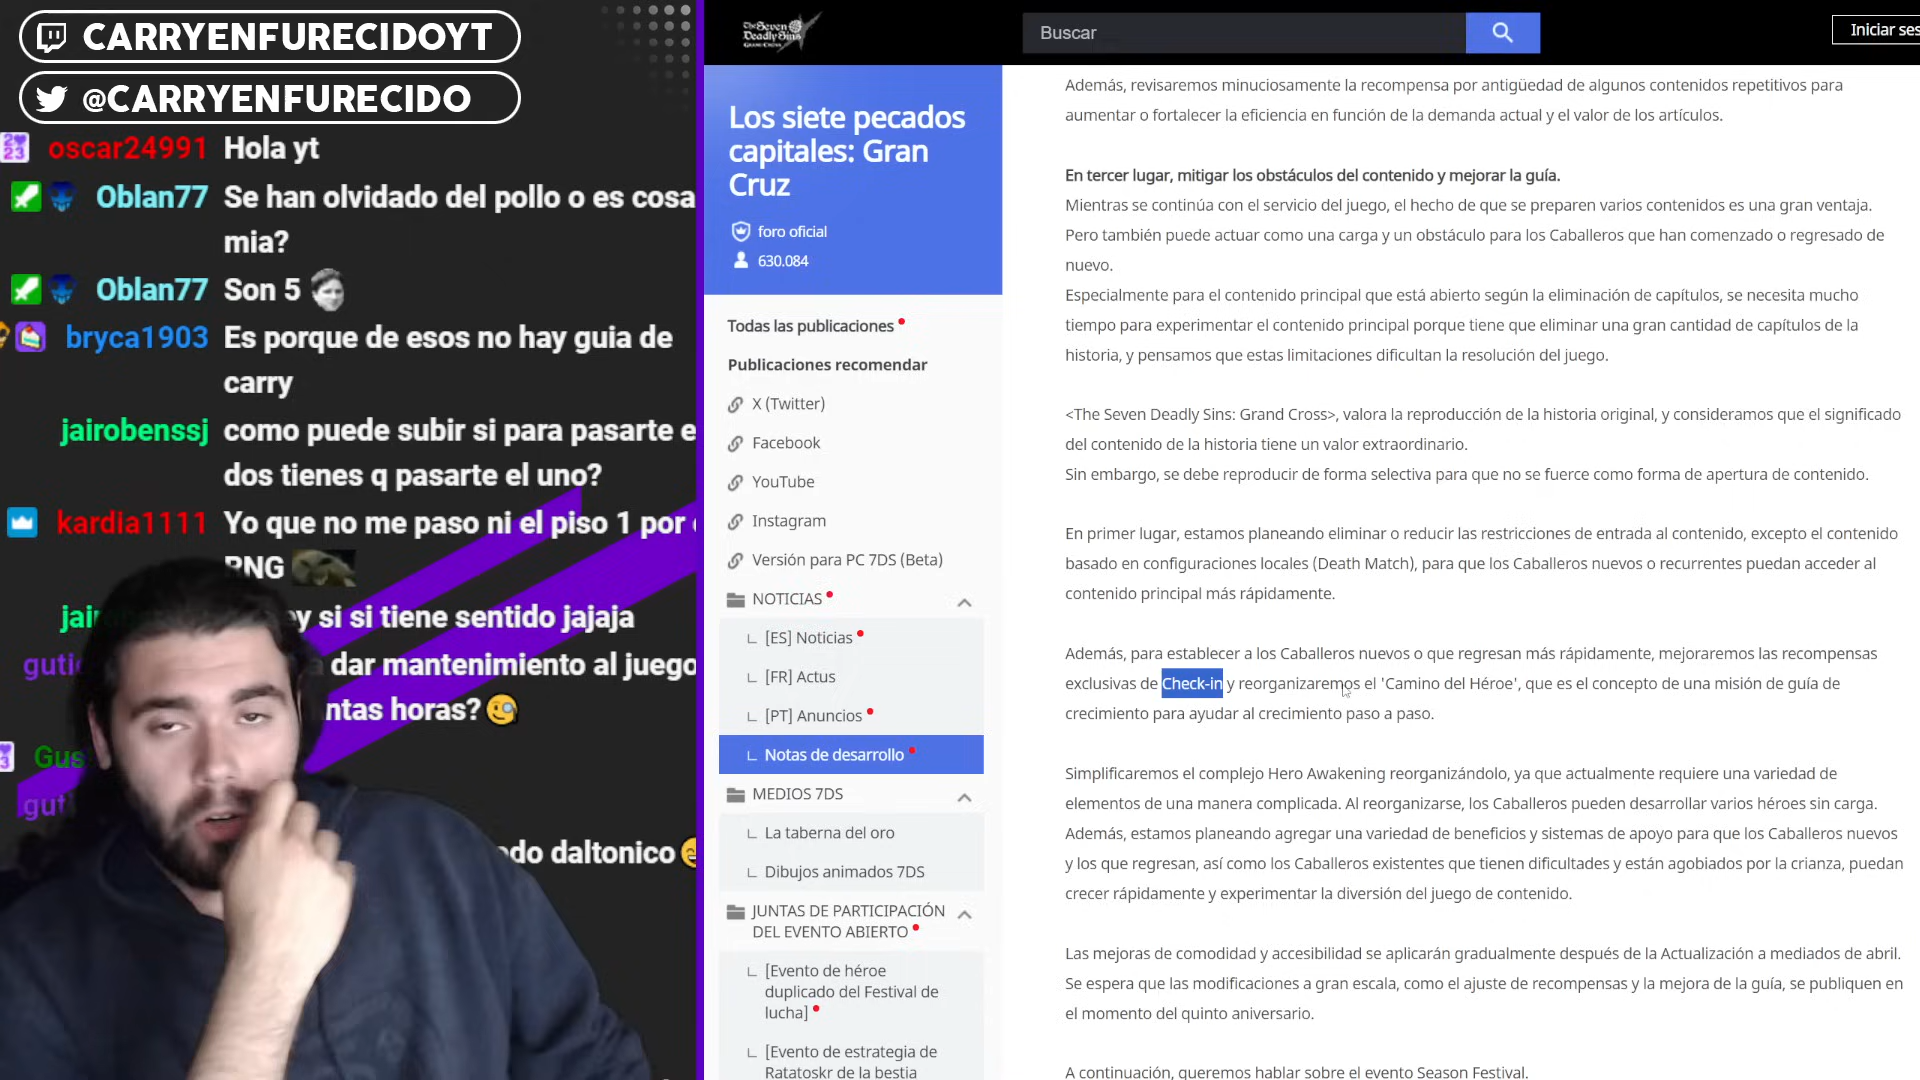 CARRYENFURECIDOYT
@CARRYENFURECIDO
oscar24991 Hola yt
Oblan77 Se han olvidado del pollo o es cosa
mia?
Oblan77 Son 5
bryca1903 Es porque de esos no hay guia de
carry
jairobenssj como puede subir si para pasarte e
dos tienes q pasarte el uno?
kardia1111 Yo que no me paso ni el piso 1 por
RNG
si si tiene sentido jajaja
dar mantenimiento al juego
ntas horas?
Gus
gut
do daltonico
The Seven
Deadly Sins
GRAND CROSS
Buscar
Iniciar ses
Los siete pecados
capitales: Gran
Cruz
foro oficial
630.084
Todas las publicaciones
Publicaciones recomendar
X (Twitter)
Facebook
YouTube
Instagram
Versión para PC 7DS (Beta)
NOTICIAS
[ES] Noticias
[FR] Actus
[PT] Anuncios
Notas de desarrollo
MEDIOS 7DS
La taberna del oro
Dibujos animados 7DS
JUNTAS DE PARTICIPACIÓN
DEL EVENTO ABIERTO
[Evento de héroe
duplicado del Festival de
lucha]
[Evento de estrategia de
Ratatoskr de la bestia
Además, revisaremos minuciosamente la recompensa por antigüedad de algunos contenidos repetitivos para
aumentar o fortalecer la eficiencia en función de la demanda actual y el valor de los artículos.
En tercer lugar, mitigar los obstáculos del contenido y mejorar la guía.
Mientras se continúa con el servicio del juego, el hecho de que se preparen varios contenidos es una gran ventaja.
Pero también puede actuar como una carga y un obstáculo para los Caballeros que han comenzado o regresado de
nuevo.
Especialmente para el contenido principal que está abierto según la eliminación de capítulos, se necesita mucho
tiempo para experimentar el contenido principal porque tiene que eliminar una gran cantidad de capítulos de la
historia, y pensamos que estas limitaciones dificultan la resolución del juego.
<The Seven Deadly Sins: Grand Cross>, valora la reproducción de la historia original, y consideramos que el significado
del contenido de la historia tiene un valor extraordinario.
Sin embargo, se debe reproducir de forma selectiva para que no se fuerce como forma de apertura de contenido.
En primer lugar, estamos planeando eliminar o reducir las restricciones de entrada al contenido, excepto el contenido
basado en configuraciones locales (Death Match), para que los Caballeros nuevos o recurrentes puedan acceder al
contenido principal más rápidamente.
Además, para establecer a los Caballeros nuevos o que regresan más rápidamente, mejoraremos las recompensas
exclusivas de Check-in y reorganizaremos el 'Camino del Héroe', que es el concepto de una misión de guía de
crecimiento para ayudar al crecimiento paso a paso.
Simplificaremos el complejo Hero Awakening reorganizándolo, ya que actualmente requiere una variedad de
elementos de una manera complicada. Al reorganizarse, los Caballeros pueden desarrollar varios héroes sin carga.
Además, estamos planeando agregar una variedad de beneficios y sistemas de apoyo para que los Caballeros nuevos
y los que regresan, así como los Caballeros existentes que tienen dificultades y están agobiados por la crianza, puedan
crecer rápidamente y experimentar la diversión del juego de contenido.
Las mejoras de comodidad y accesibilidad se aplicarán gradualmente después de la Actualización a mediados de abril.
Se espera que las modificaciones a gran escala, como el ajuste de recompensas y la mejora de la guía, se publiquen en
el momento del quinto aniversario.
A continuación, queremos hablar sobre el evento Season Festival.